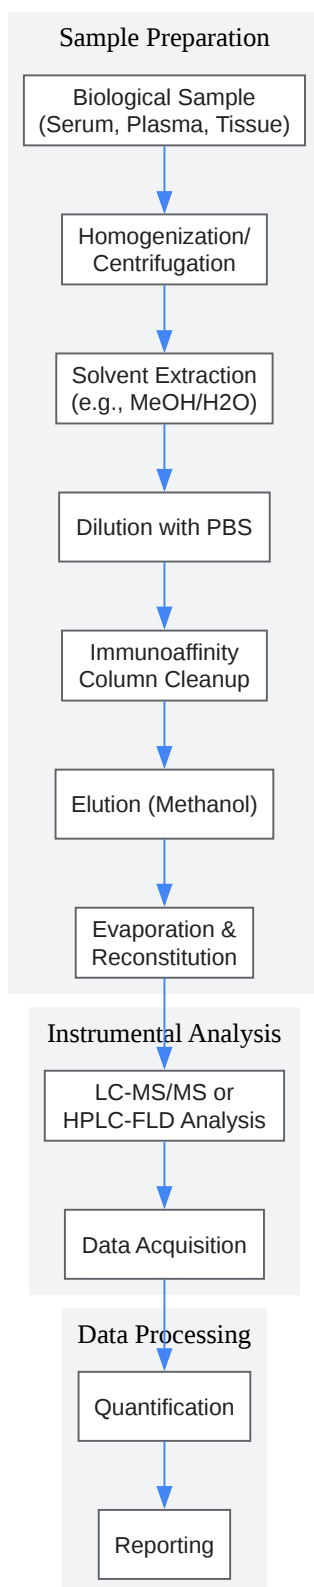 Sample Preparation
Biological Sample
(Serum, Plasma, Tissue)
Homogenization/
Centrifugation
Solvent Extraction
(e.g., MeOH/H2O)
Dilution with PBS
Immunoaffinity
Column Cleanup
Elution (Methanol)
Evaporation &
Reconstitution
Instrumental Analysis
LC-MS/MS or
HPLC-FLD Analysis
Data Acquisition
Data Processing
Quantification
Reporting